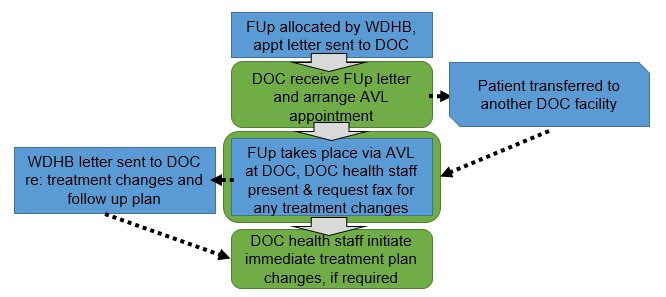 FUp allocated by WDHB,
appt letter sent to DOC
DOC receive FUp letter
and arrange AVL
appointment
Patient transferred to
another DOC facility
FUp takes place via AVL
at DOC, DOC health staff
present & request fax for
any treatment changes
WDHB letter sent to DOC
re: treatment changes and
follow up plan
DOC health staff initiate
immediate treatment plan
changes, if required